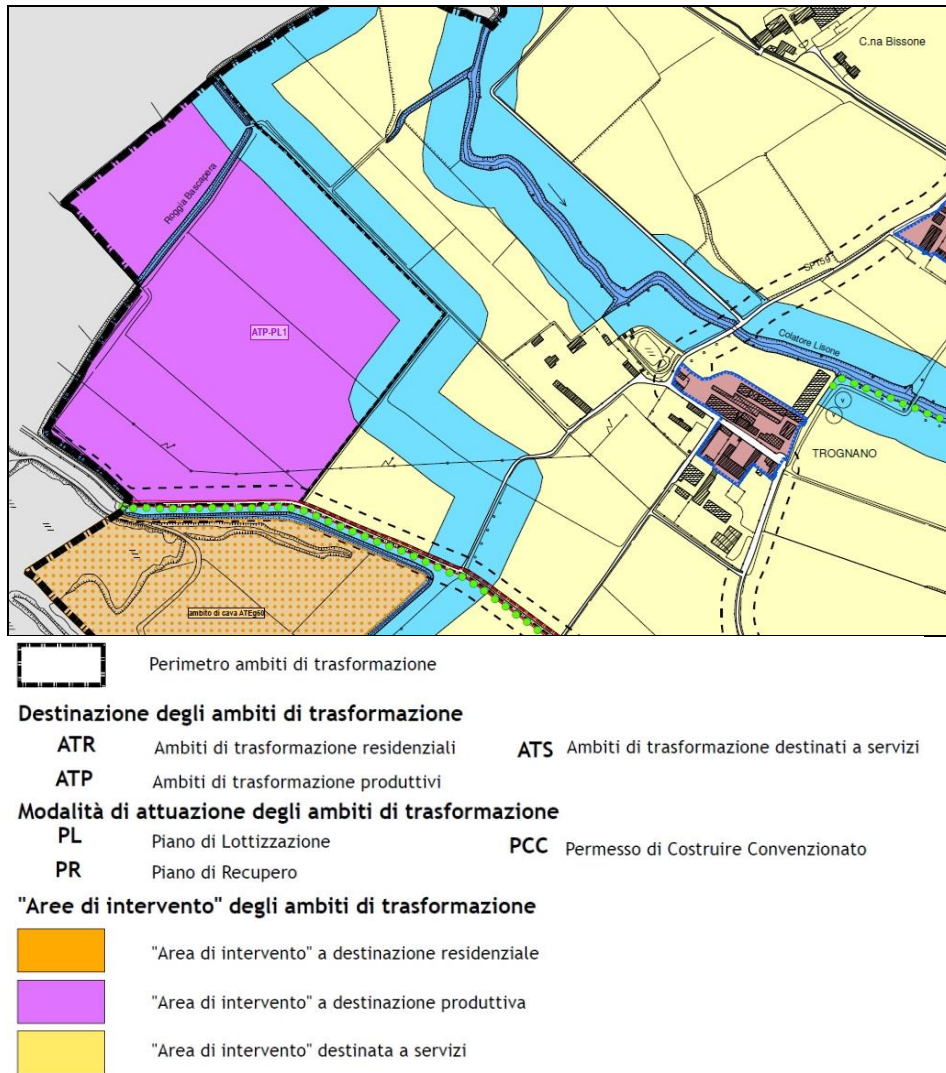 C.na Bissone
Roggia Bascapera
SP159
ATP-PL1
Colatore Lisone
V
TROGNANO
ambito di cava ATEg60
Perimetro ambiti di trasformazione
Destinazione degli ambiti di trasformazione
ATR Ambiti di trasformazione residenziali
ATS Ambiti di trasformazione destinati a servizi
ATP Ambiti di trasformazione produttivi
Modalità di attuazione degli ambiti di trasformazione
PL Piano di Lottizzazione
PCC Permesso di Costruire Convenzionato
PR Piano di Recupero
"Aree di intervento" degli ambiti di trasformazione
"Area di intervento" a destinazione residenziale
"Area di intervento" a destinazione produttiva
"Area di intervento" destinata a servizi